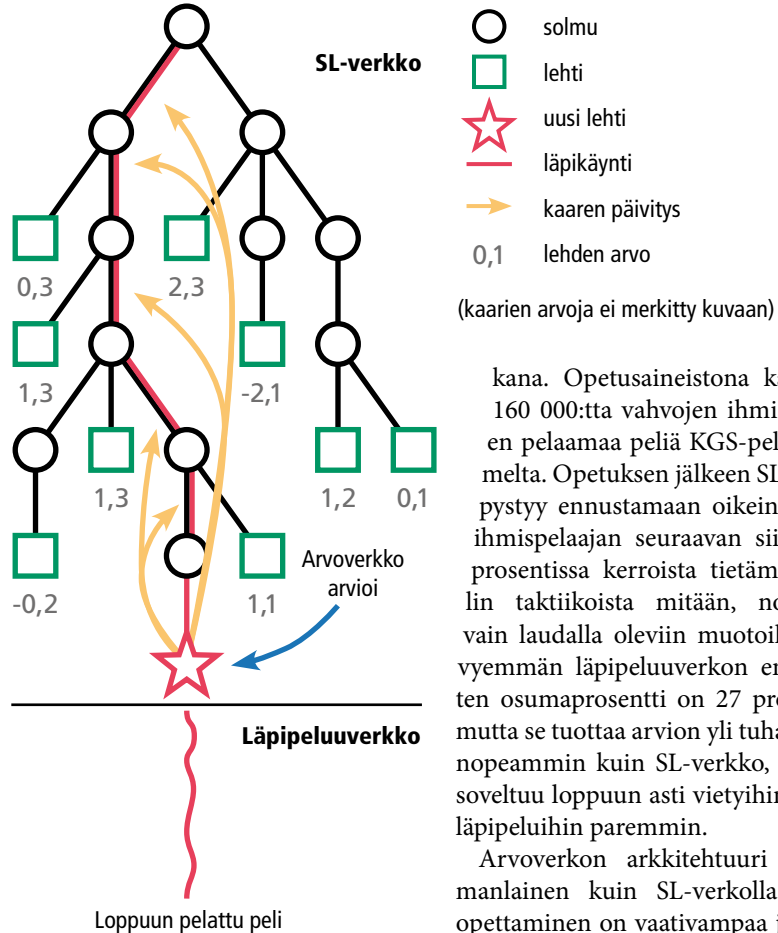 SL-verkko
solmu
lehti
uusi lehti
läpikäynti
kaaren päivitys
0,1 lehden arvo
(kaarien arvoja ei merkitty kuvaan)
0,3
2,3
1,3
-2,1
1,3
1,2
0,1
-0,2
1,1
Arvoverkko
arvioi
Läpipeluuverkko
Loppuun pelattu peli
kana. Opetusaineistona kä
160 000:tta vahvojen ihmi
en pelaamaa peliä KGS-pel
melta. Opetuksen jälkeen SL
pystyy ennustamaan oikein
ihmispelaajan seuraavan sii
prosentissa kerroista tietäm
lin taktiikoista mitään, no
vain laudalla oleviin muotoil
vyemmän läpipeluuverkon en
ten osumaprosentti on 27 pro
mutta se tuottaa arvion yli tuha
nopeammin kuin SL-verkko,
soveltuu loppuun asti vietyihin
läpipeluihin paremmin.
Arvoverkon arkkitehtuuri
manlainen kuin SL-verkolla
opettaminen on vaativampaa j